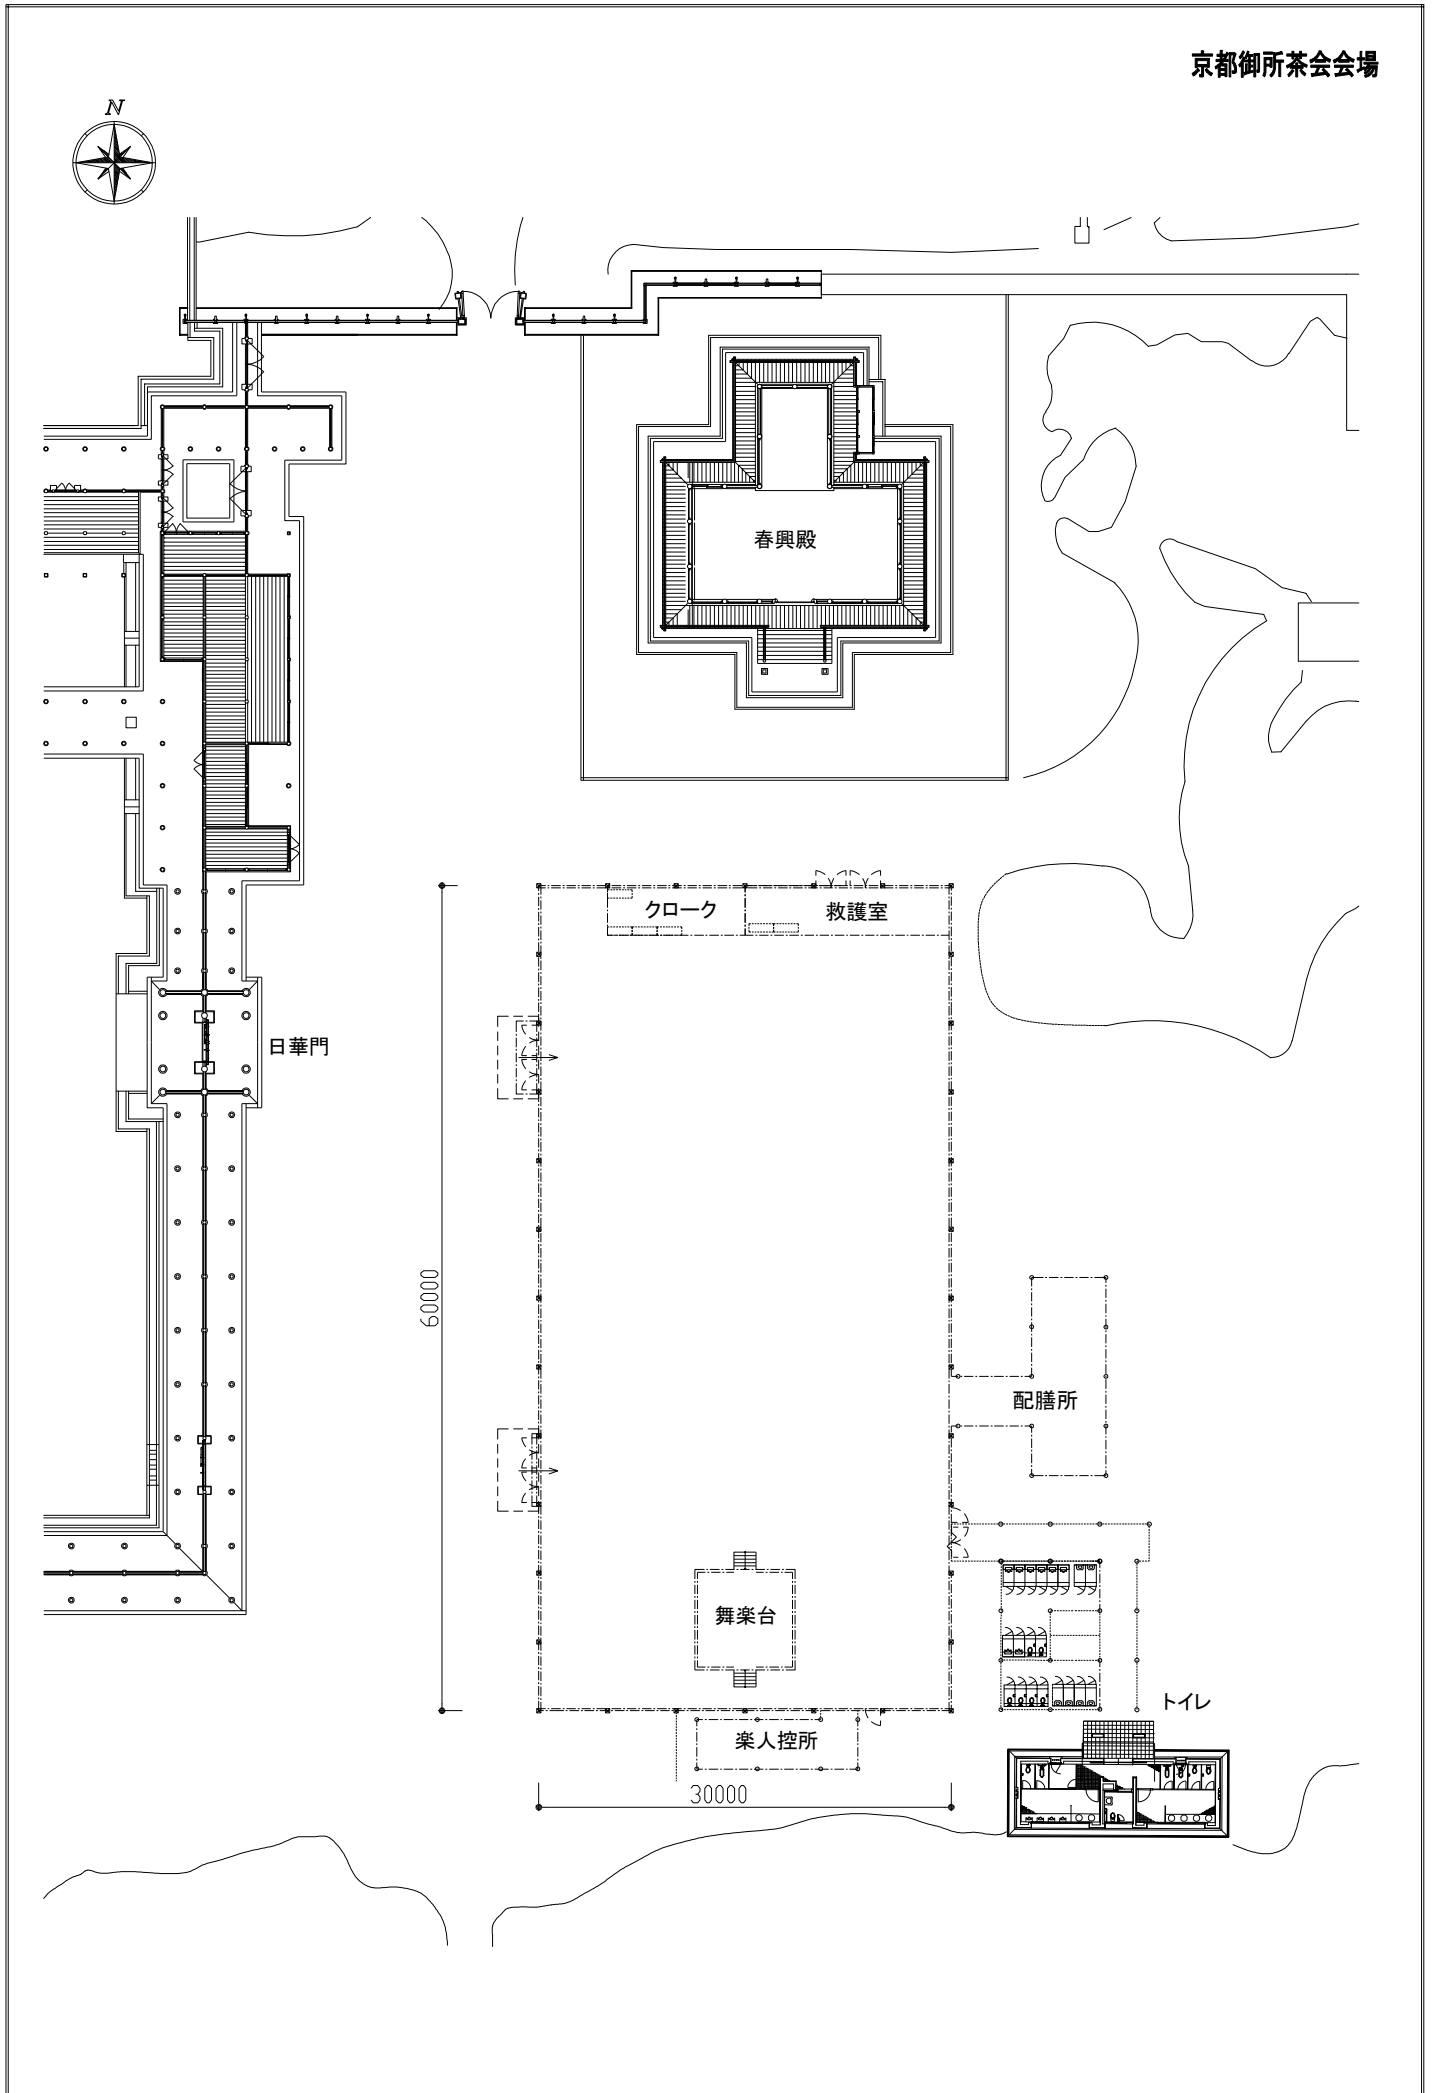 京都御所茶会会場
N
春興殿
クローク
救護室
日華門
60000
配膳所
舞楽台
トイレ
楽人控所
30000